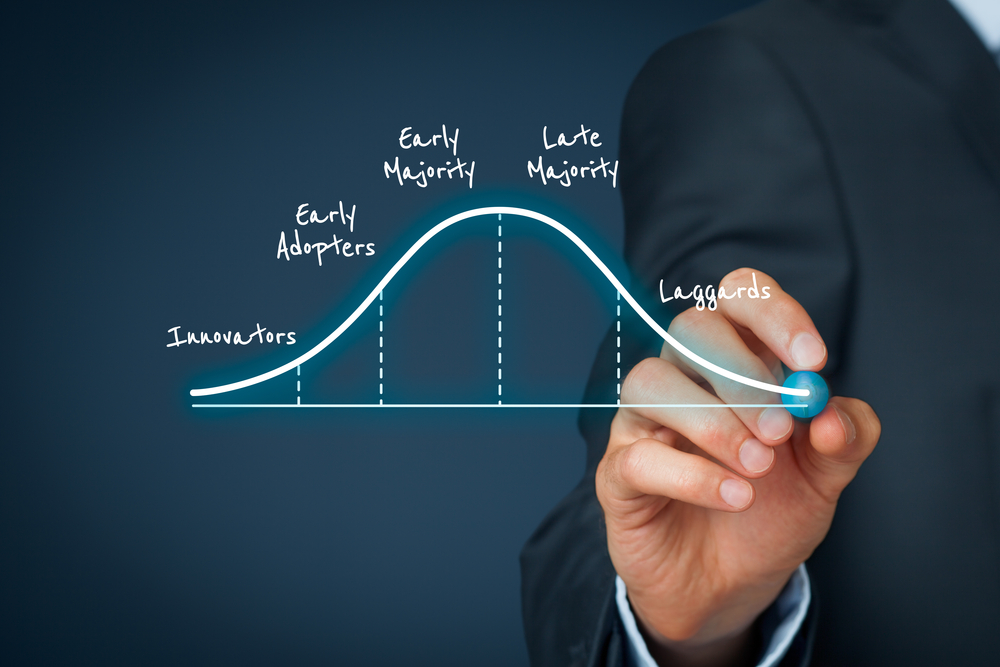 Innovators
Early
Adopters
Early
Majority
Late
Majority
Laggards